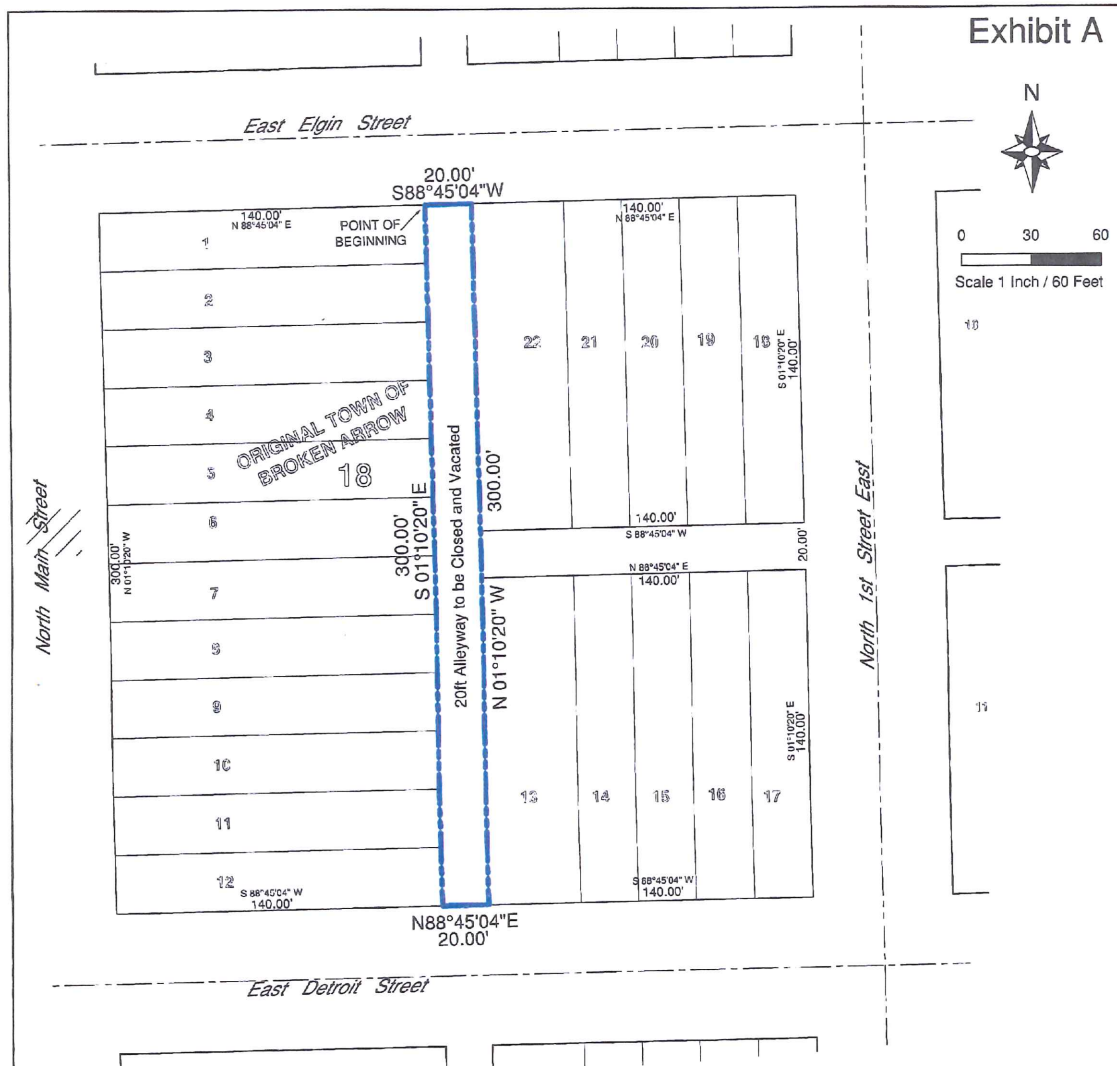 Exhibit A
N
East Elgin Street
20.00'
S88°45'04"W
140.00'
N 88°45'04" E
POINT OF
BEGINNING
140.00'
N 88°45'04" E
0 30 60
Scale 1 Inch / 60 Feet
1
2
3
4
5
6
7
8
9
10
11
12
22
21
20
19
18
S 01°10'20" E
140.00'
10
ORIGINAL TOWN OF
BROKEN ARROW
18
North Main Street
300.00'
N 01°10'20" W
300.00'
S 01°10'20" E
20ft Alleyway to be Closed and Vacated
300.00'
N 01°10'20" W
140.00'
S 88°45'04" W
20.00'
N 88°45'04" E
140.00'
North 1st Street East
13
14
15
16
17
S 01°10'20" E
140.00'
11
S 88°45'04" W
140.00'
S 88°45'04" W
140.00'
N88°45'04"E
20.00'
East Detroit Street